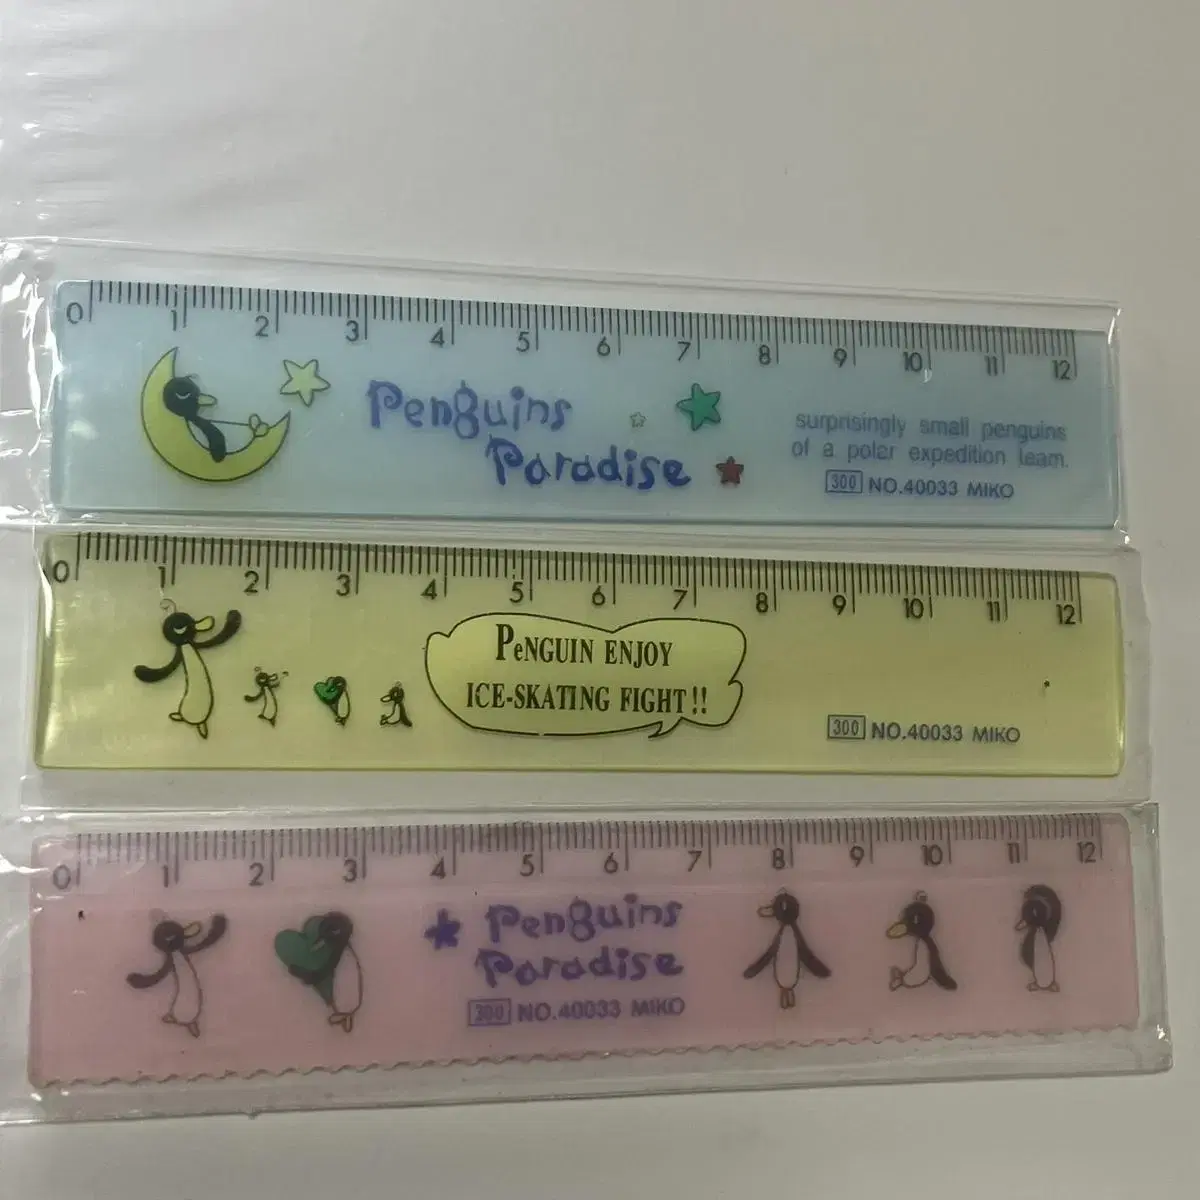 0 1 2 3 4 5 6 7 8 9 10 11 12
Penguins
Paradise
surprisingly small penguins
of a polar expedition team.
300 NO.40033 MIKO
0 1 2 3 4 5 6 7 8 9 10 11 12
PeNGUIN ENJOY
ICE-SKATING FIGHT!!
300 NO.40033 MIKO
0 1 2 3 4 5 6 7 8 9 10 11 12
Penguins
Paradise
300 NO.40033 MIKO